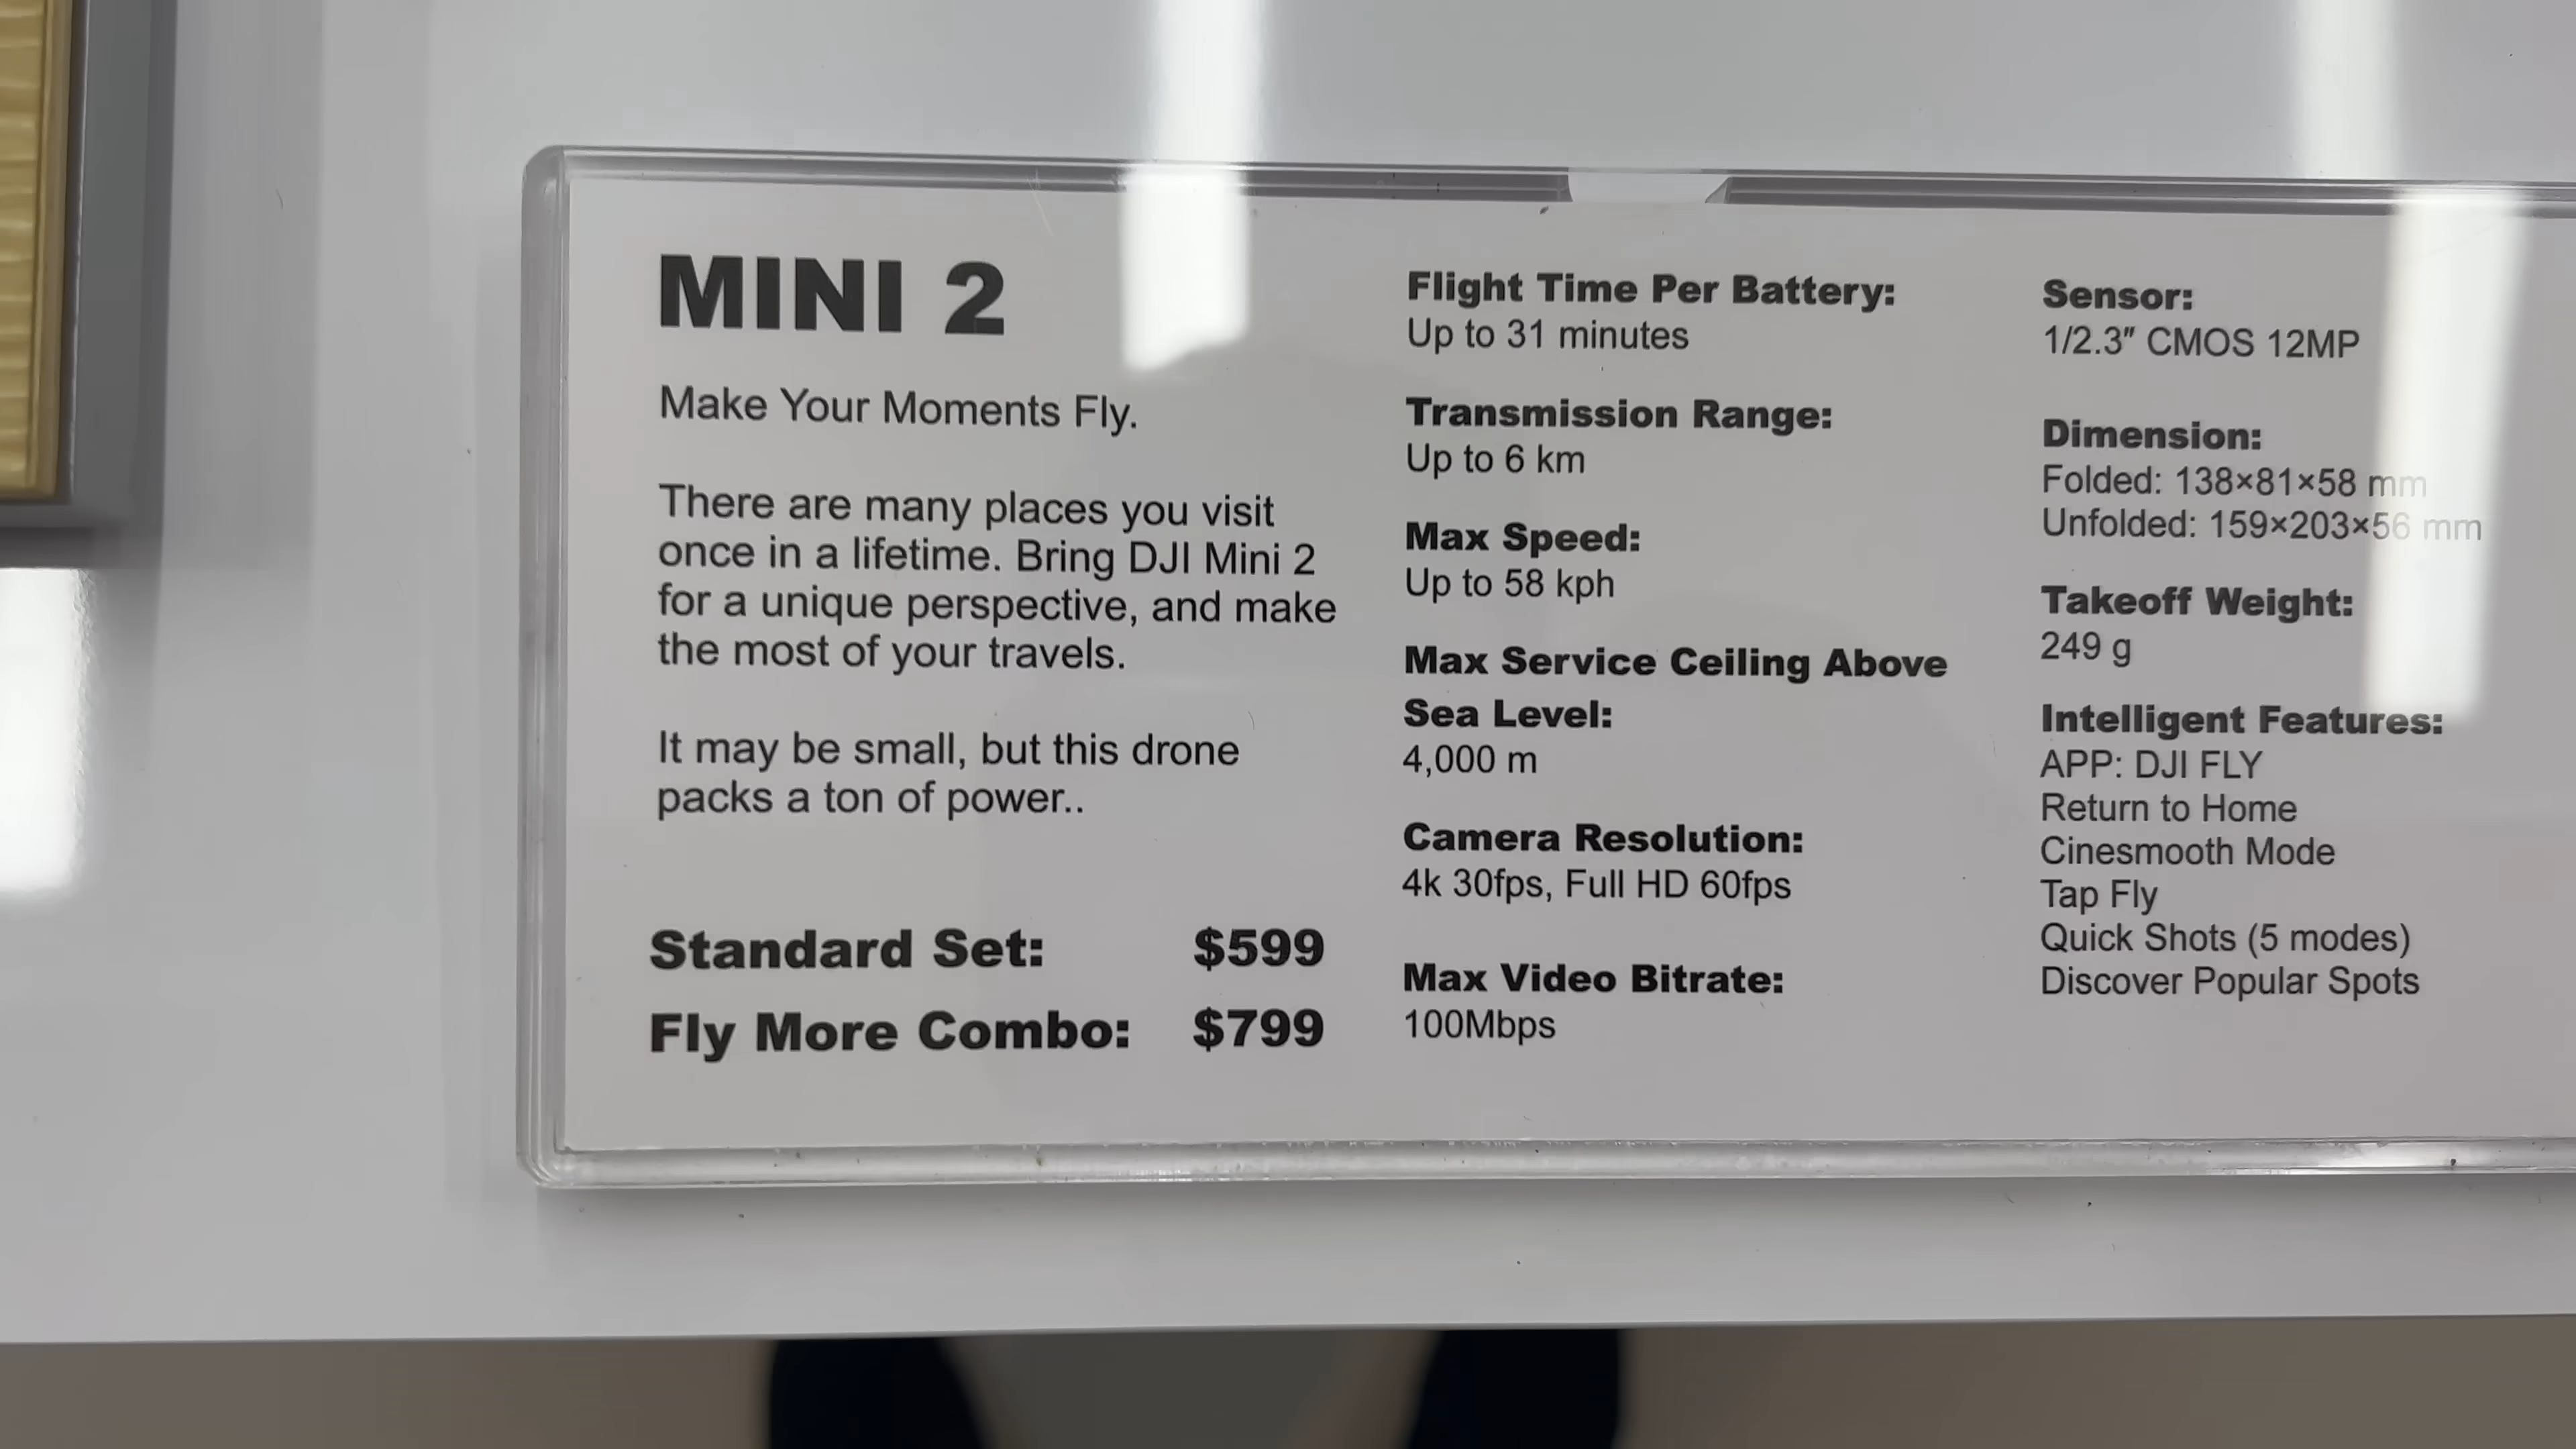 MINI 2
Make Your Moments Fly.
There are many places you visit
once in a lifetime. Bring DJI Mini 2
for a unique perspective, and make
the most of your travels.
It may be small, but this drone
packs a ton of power..
Standard Set: $599
Fly More Combo: $799
Flight Time Per Battery:
Up to 31 minutes
Transmission Range:
Up to 6 km
Max Speed:
Up to 58 kph
Max Service Ceiling Above
Sea Level:
4,000 m
Camera Resolution:
4k 30fps, Full HD 60fps
Max Video Bitrate:
100Mbps
Sensor:
1/2.3″ CMOS 12MP
Dimension:
Folded: 138×81×58 mm
Unfolded: 159×203×56 mm
Takeoff Weight:
249 g
Intelligent Features:
APP: DJI FLY
Return to Home
Cinesmooth Mode
Tap Fly
Quick Shots (5 modes)
Discover Popular Spots